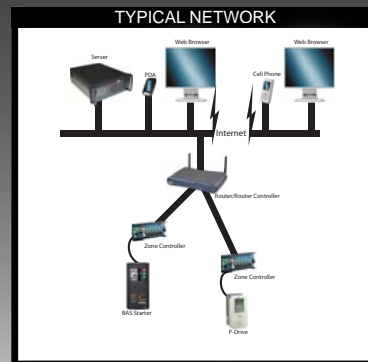 TYPICAL NETWORK
Server
PDA
Web Browser
Cell Phone
Web Browser
Internet
Router/Router Controller
Zone Controller
Zone Controller
BAS Starter
P-Drive